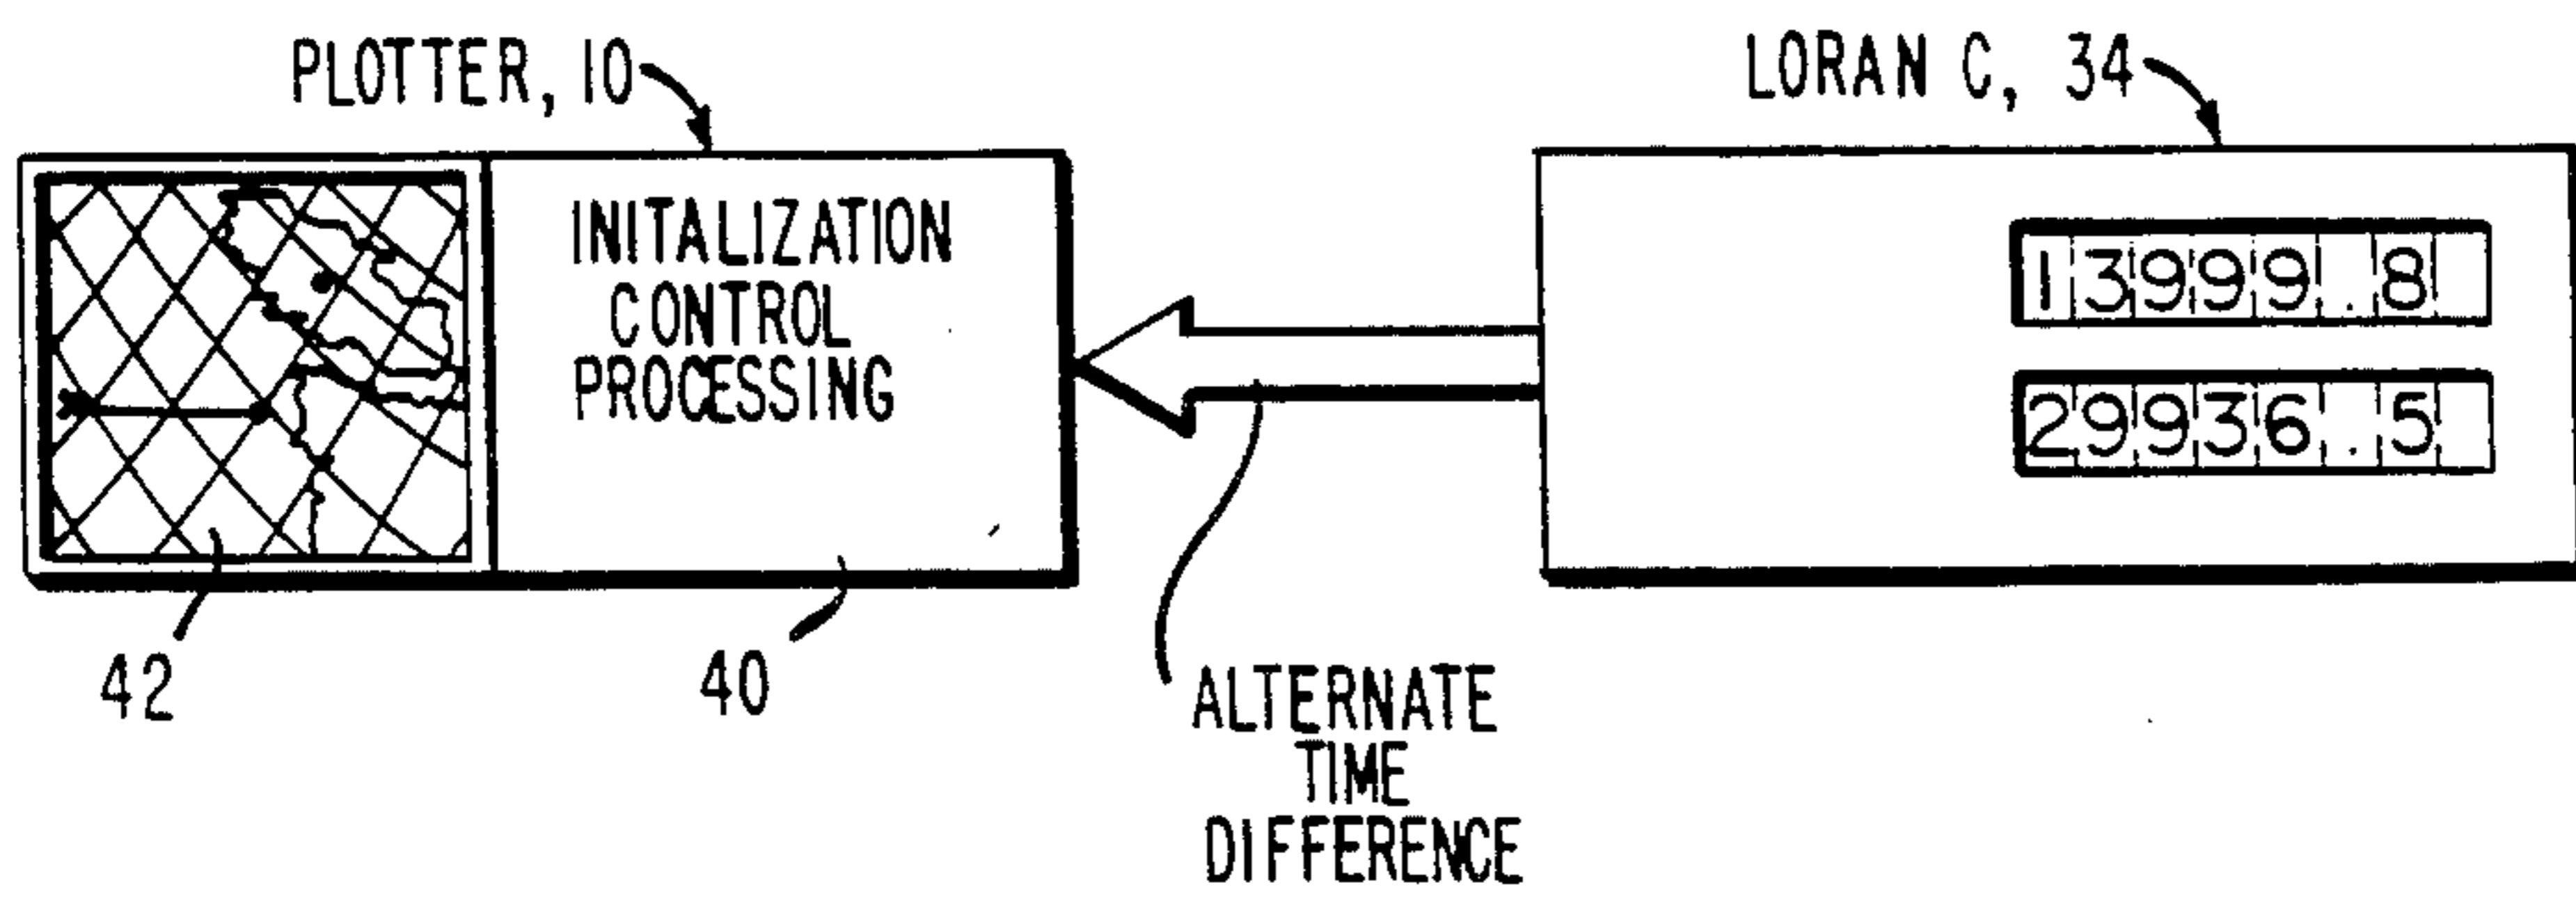 PLOTTER, 10
LORAN C, 34
INITALIZATION
CONTROL
PROCESSING
13999.8
29936.5
42
40
ALTERNATE
TIME
DIFFERENCE